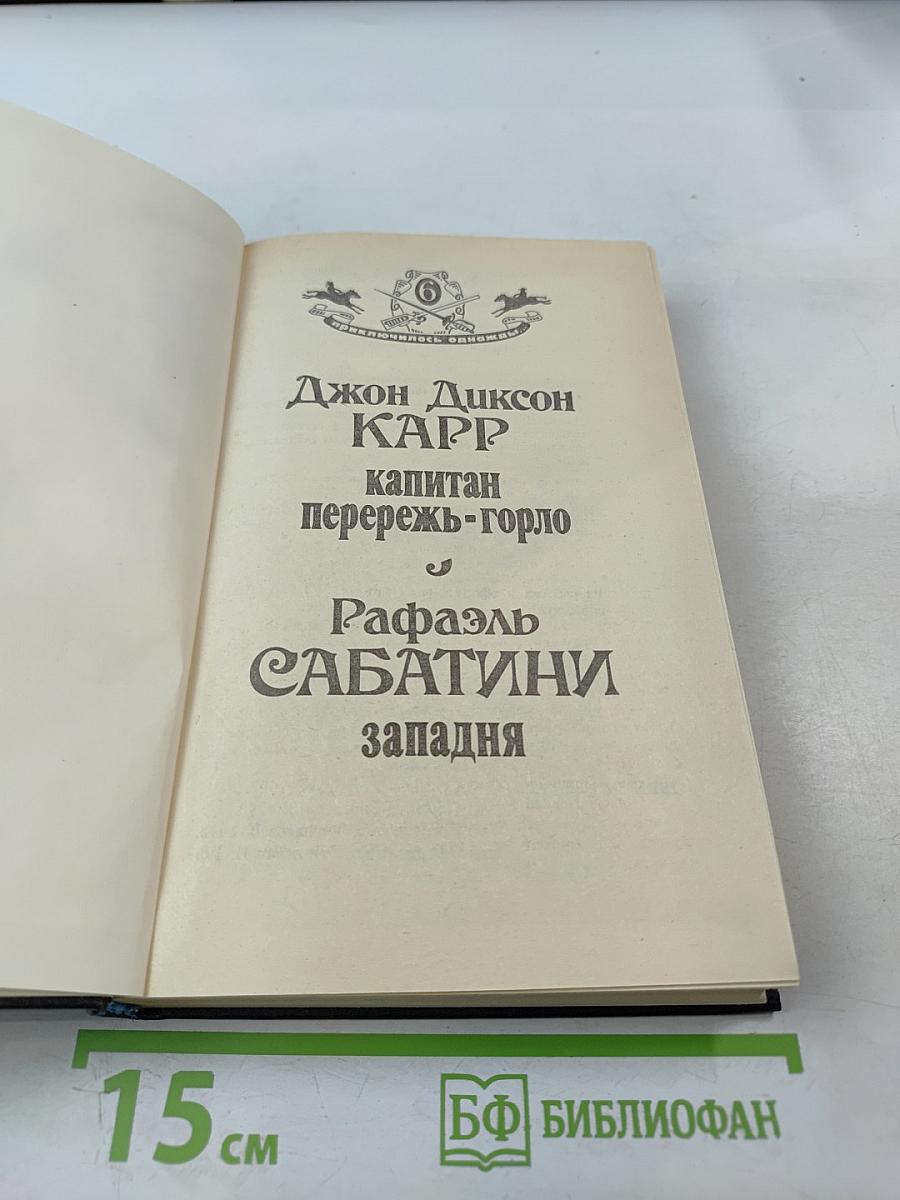 6
приключилось однажды
Джон Диксон
КАРР
капитан
перережь-горло
Рафаэль
САБАТИНИ
западня
15 см
БФ БИБЛИОФАН